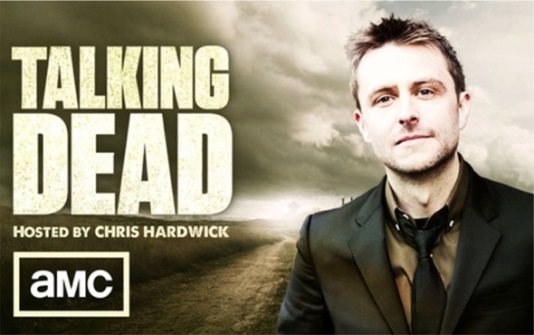 TALKING
DEAD
HOSTED BY CHRIS HARDWICK
aMC